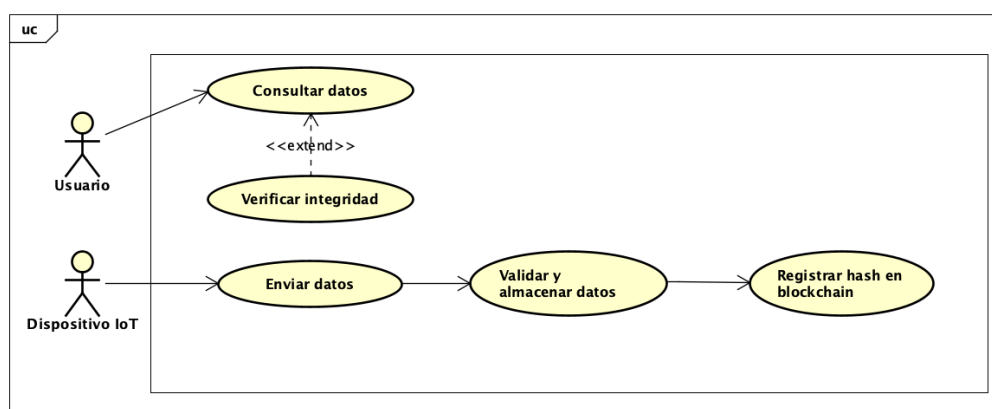 uc
Consultar datos
<<extend>>
Usuario
Verificar integridad
Enviar datos
Validar y
almacenar datos
Registrar hash en
blockchain
Dispositivo IoT